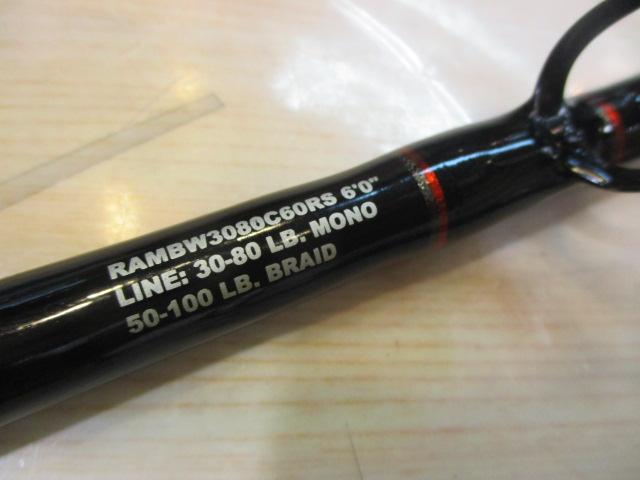 RAMBW3080C60RS 6'0"
LINE: 30-80 LB. MONO
50-100 LB. BRAID